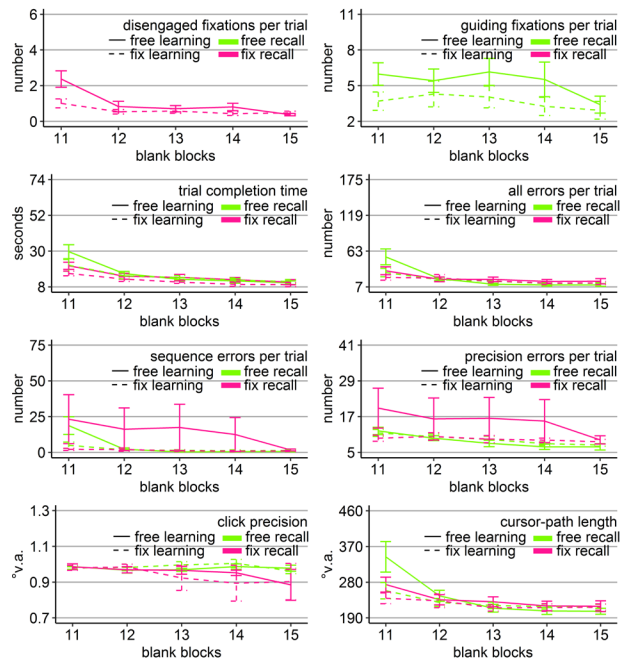 disengaged fixations per trial
free learning free recall
fix learning fix recall
number
6
4
2
0
11 12 13 14 15
blank blocks
guiding fixations per trial
free learning free recall
fix learning fix recall
number
11
8
5
2
11 12 13 14 15
blank blocks
trial completion time
free learning free recall
fix learning fix recall
seconds
74
52
30
8
11 12 13 14 15
blank blocks
all errors per trial
free learning free recall
fix learning fix recall
number
175
119
63
7
11 12 13 14 15
blank blocks
sequence errors per trial
free learning free recall
fix learning fix recall
number
75
50
25
0
11 12 13 14 15
blank blocks
precision errors per trial
free learning free recall
fix learning fix recall
number
41
29
17
5
11 12 13 14 15
blank blocks
click precision
free learning free recall
fix learning fix recall
°v.a.
1.3
1.1
0.9
0.7
11 12 13 14 15
blank blocks
cursor-path length
free learning free recall
fix learning fix recall
°v.a.
460
370
280
190
11 12 13 14 15
blank blocks